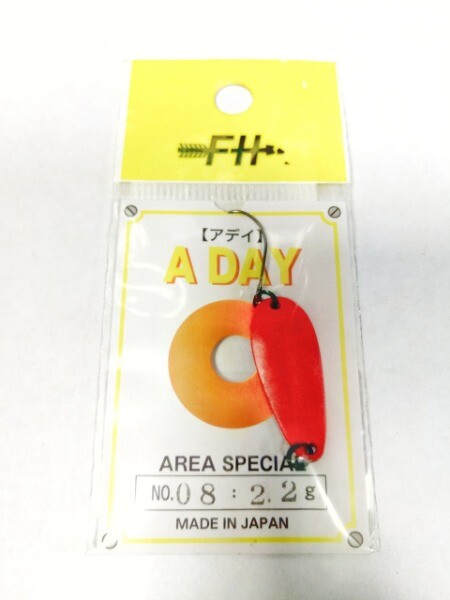 FH
【アデイ】
A DAY
AREA SPECIAL
NO.08:2.2g
MADE IN JAPAN